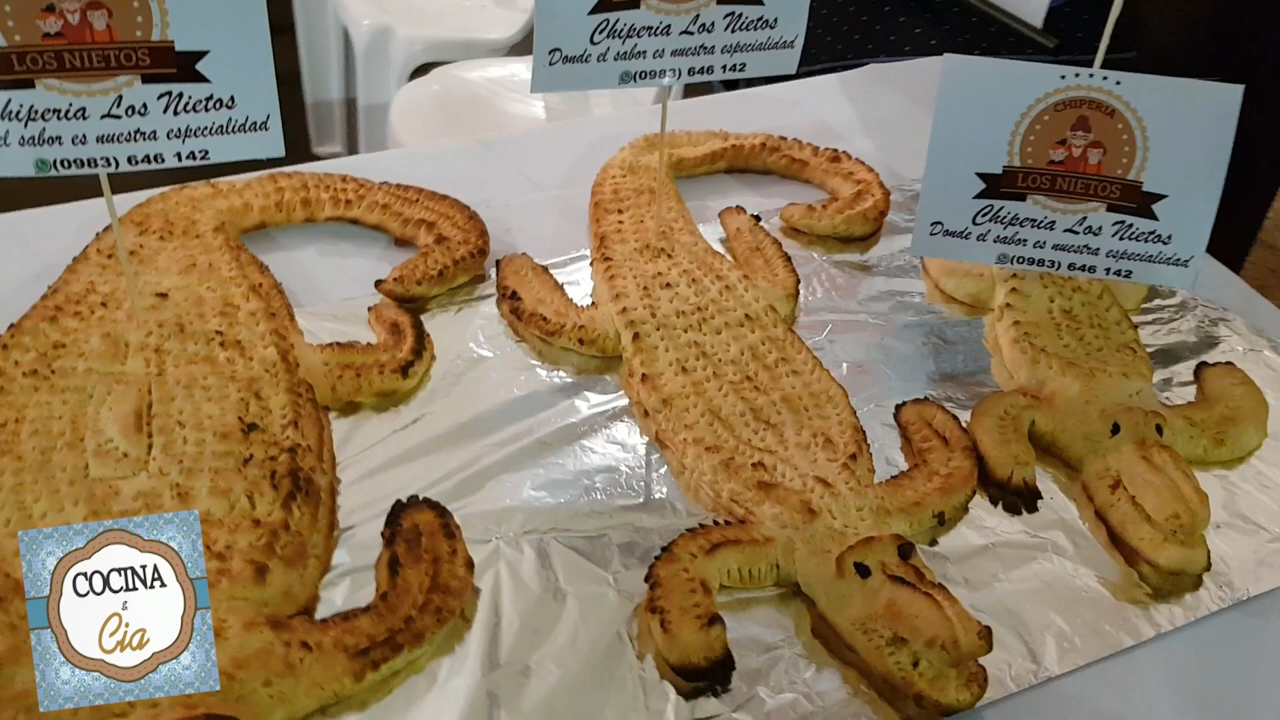 LOS NIETOS
hiperia Los Nietos
el sabor es nuestra especialidad
(0983) 646 142
Chiperia Los Nietos
Donde el sabor es nuestra especialidad
(0983) 646 142
CHIPERIA
LOS NIETOS
Chiperia Los Nietos
Donde el sabor es nuestra especialidad
(0983) 646 142
COCINA
&
Cia